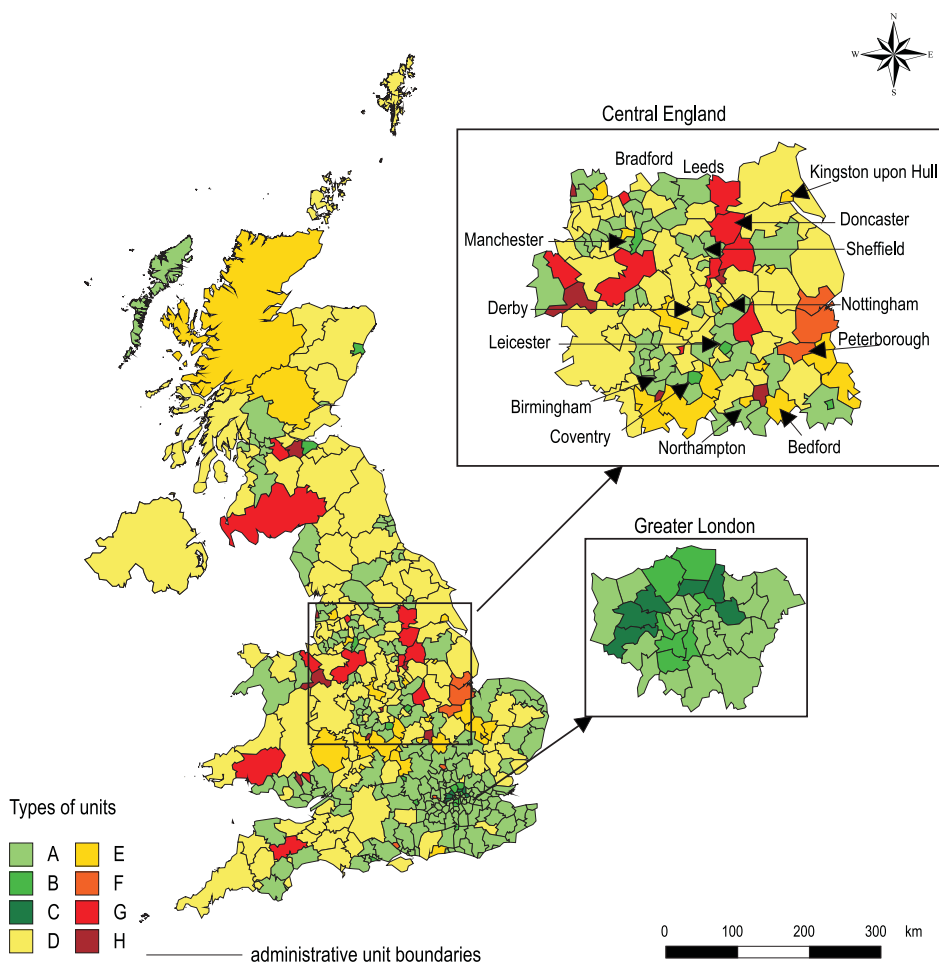 N
W E
S
Central England
Bradford
Leeds
Kingston upon Hull
Doncaster
Manchester
Sheffield
Derby
Nottingham
Leicester
Peterborough
Birmingham
Coventry
Northampton
Bedford
Greater London
Types of units
A E
B F
C G
D H
administrative unit boundaries
0 100 200 300 km